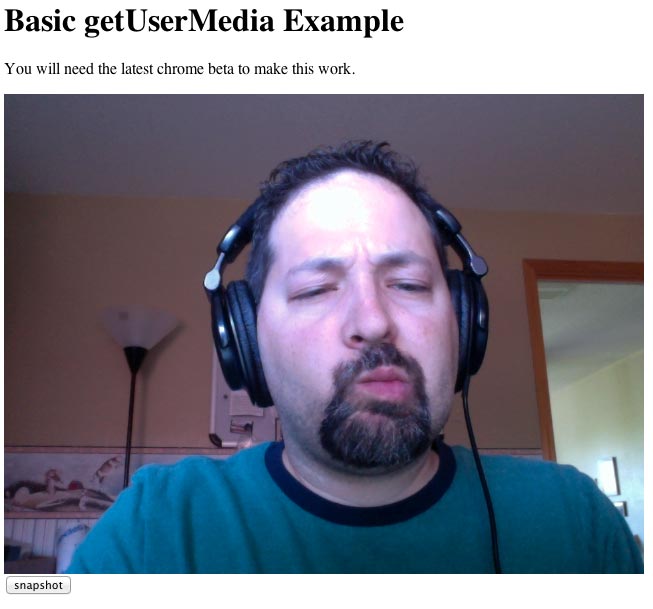 Basic getUserMedia Example
You will need the latest chrome beta to make this work.
snapshot